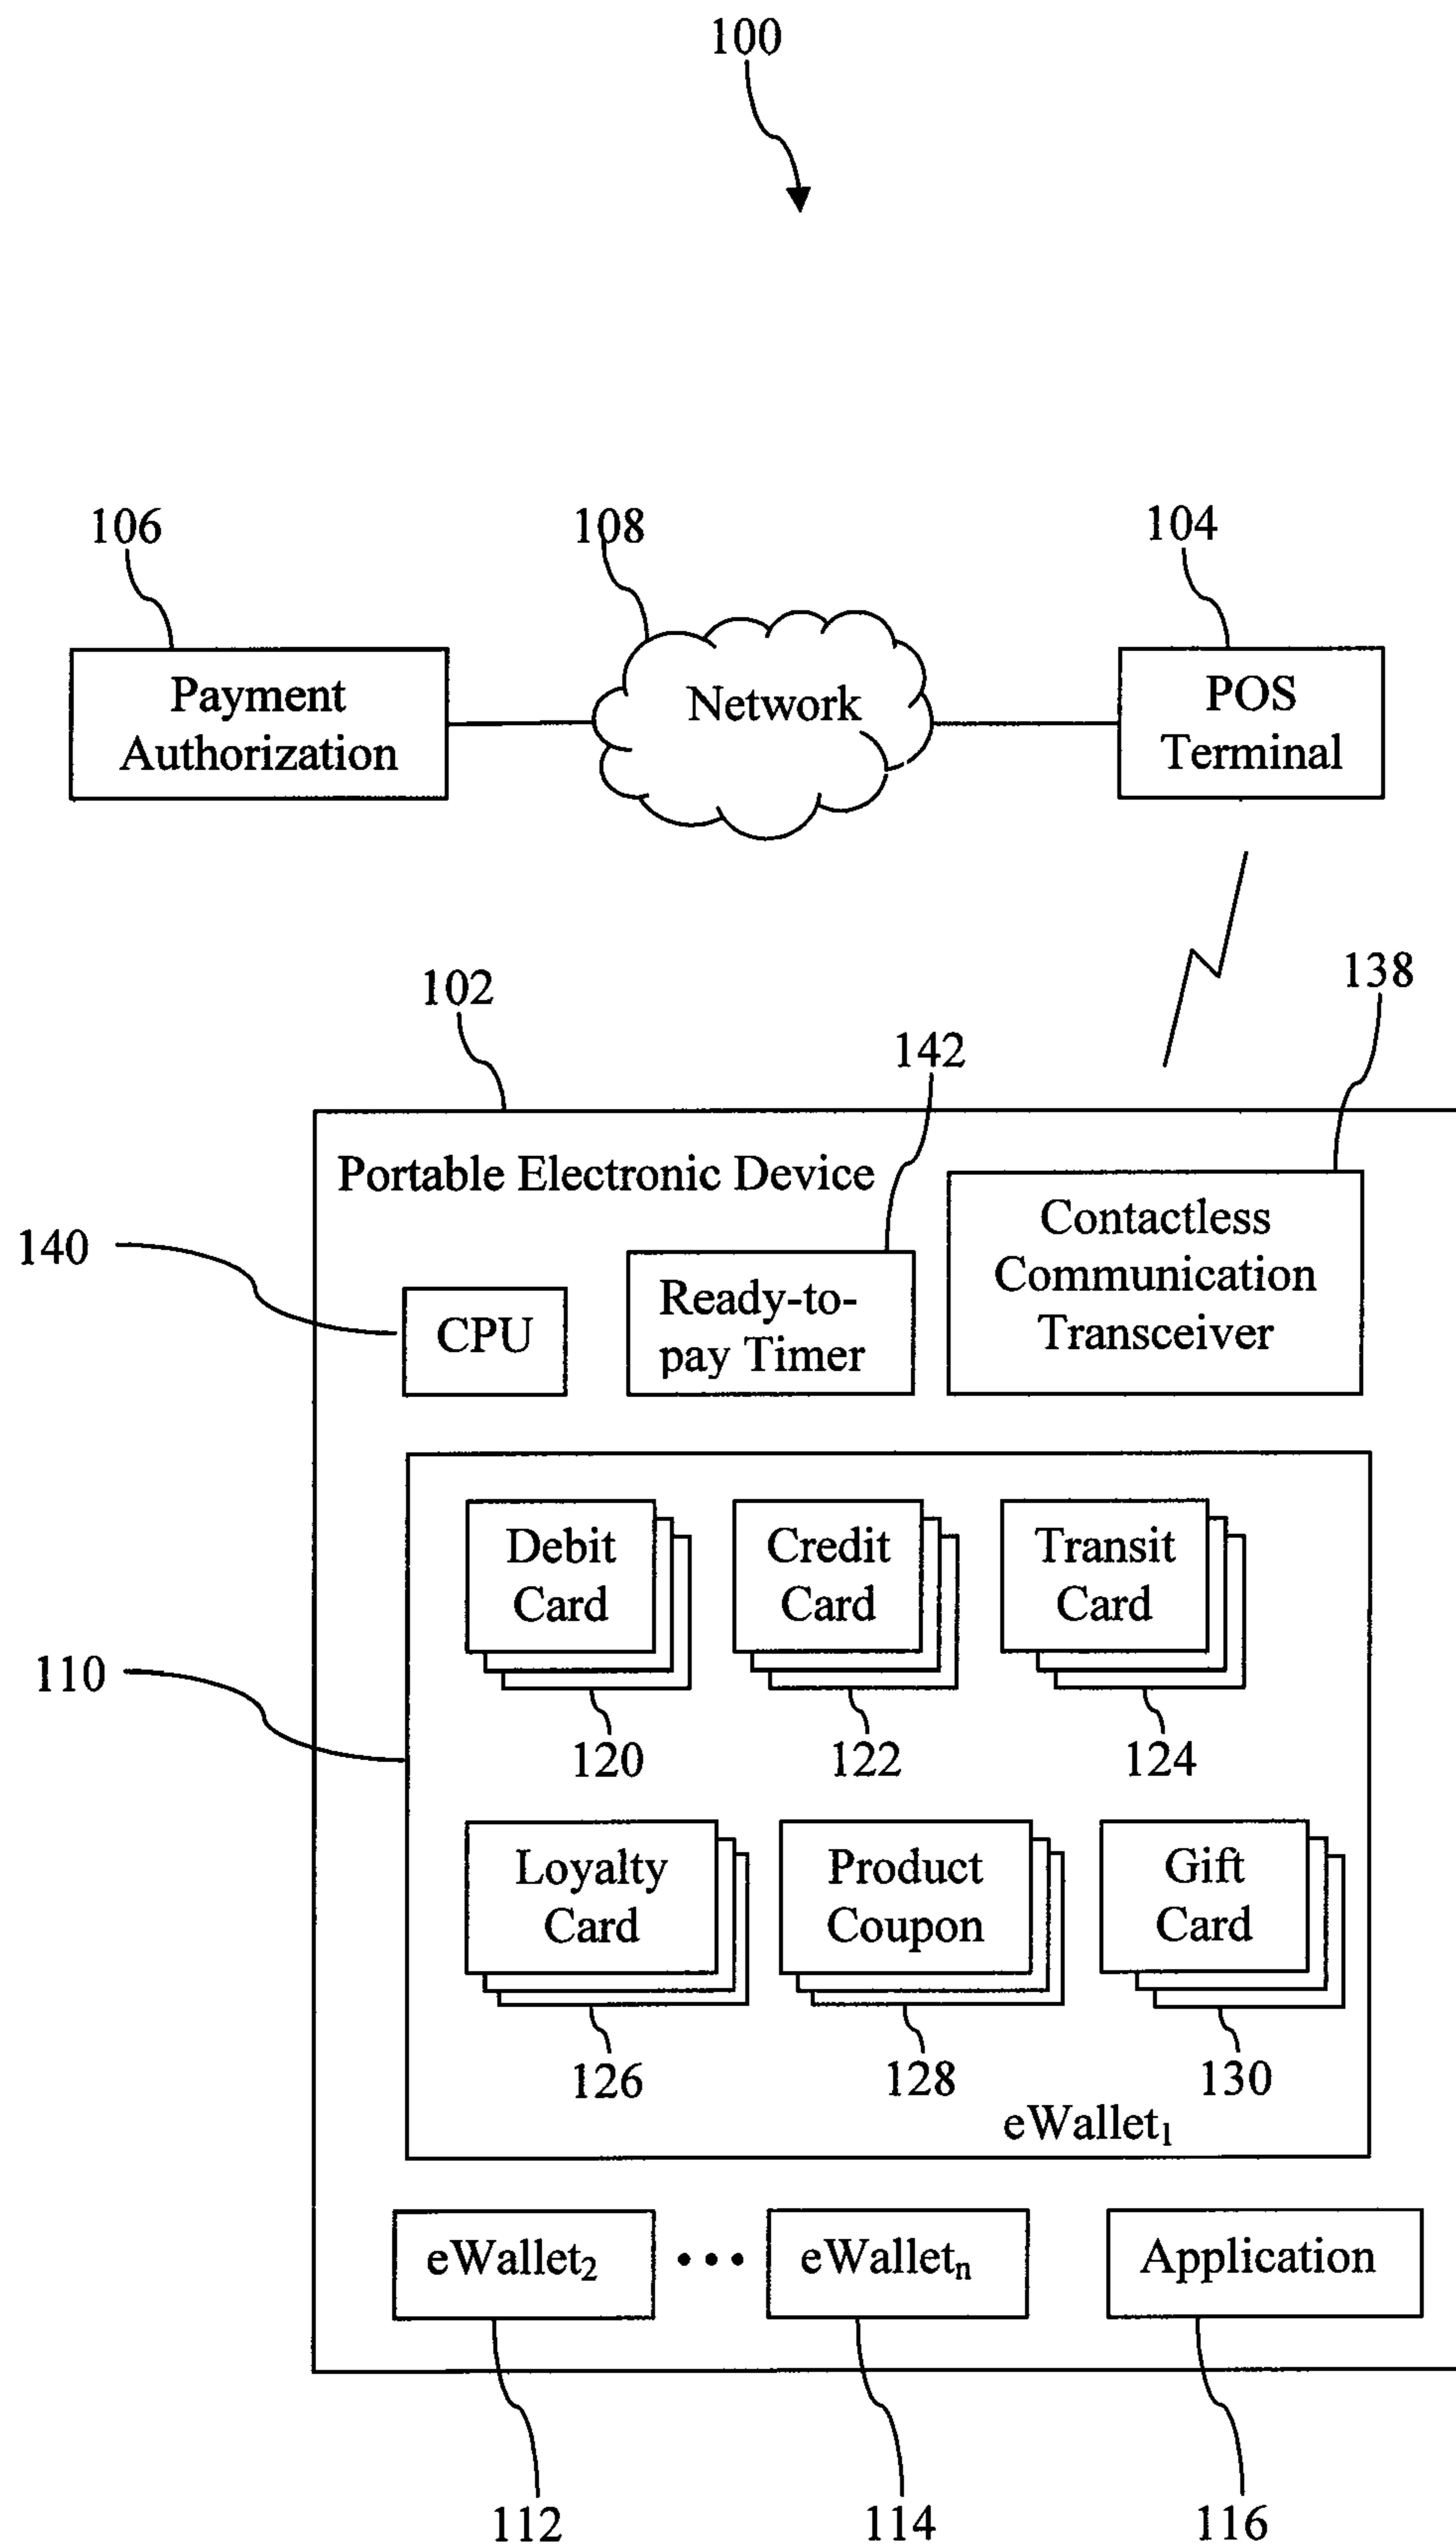 100
106
108
104
Payment
Authorization
Network
POS
Terminal
102
142
138
Portable Electronic Device
140
CPU
Ready-to-
pay Timer
Contactless
Communication
Transceiver
110
Debit
Card
Credit
Card
Transit
Card
120
122
124
Loyalty
Card
Product
Coupon
Gift
Card
126
128
130
eWallet₁
eWallet₂
•••
eWalletₙ
Application
112
114
116